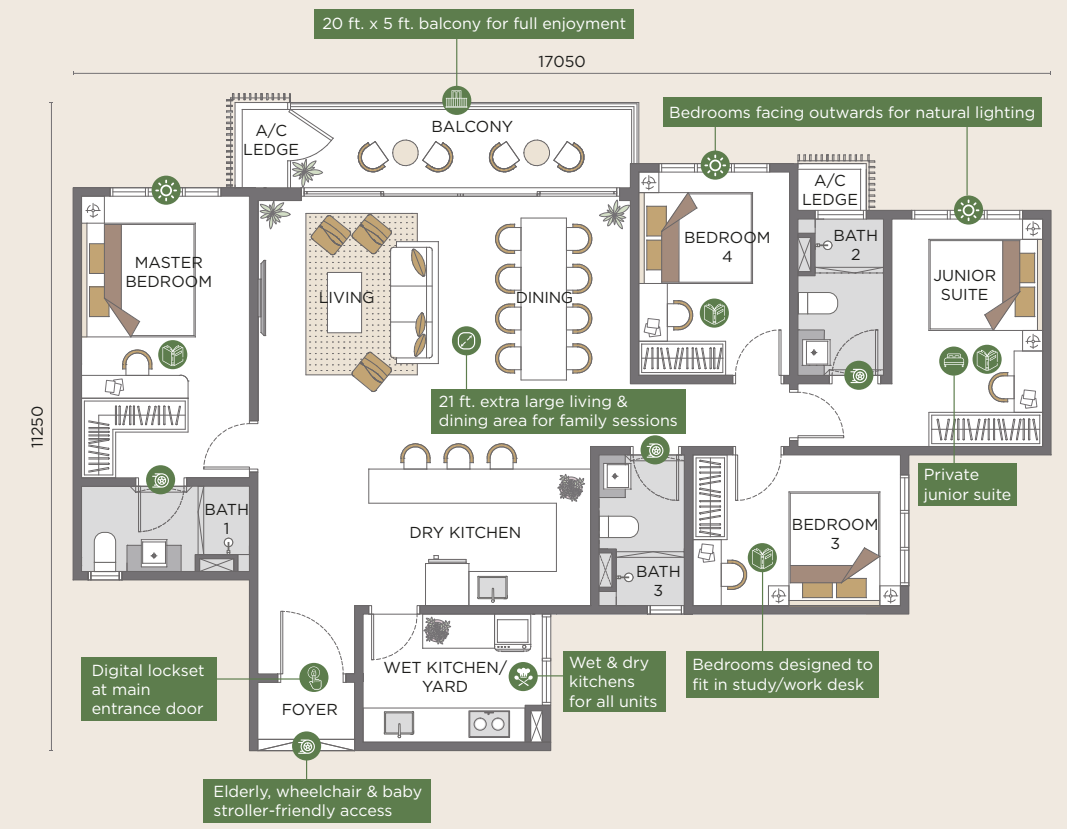 20 ft. x 5 ft. balcony for full enjoyment
17050
11250
A/C
LEDGE
BALCONY
Bedrooms facing outwards for natural lighting
A/C
LEDGE
MASTER
BEDROOM
LIVING
DINING
BEDROOM
4
BATH
2
JUNIOR
SUITE
21 ft. extra large living &
dining area for family sessions
Private
junior suite
BATH
1
DRY KITCHEN
BATH
3
BEDROOM
3
Digital lockset
at main
entrance door
FOYER
WET KITCHEN/
YARD
Wet & dry
kitchens
for all units
Bedrooms designed to
fit in study/work desk
Elderly, wheelchair & baby
stroller-friendly access